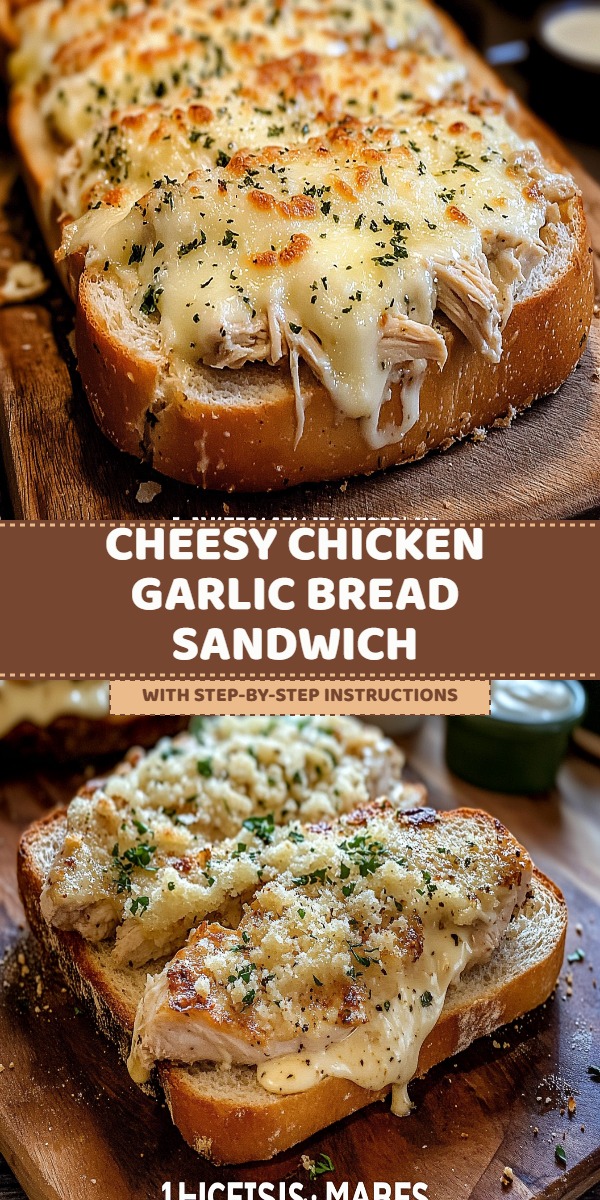 CHEESY CHICKEN
GARLIC BREAD
SANDWICH
WITH STEP-BY-STEP INSTRUCTIONS